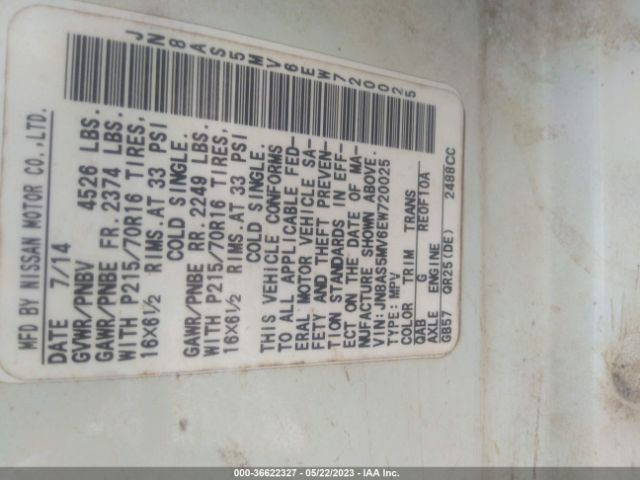 JN8AS5MV6EW720025
MFD BY NISSAN MOTOR CO.,LTD.
DATE 7/14
GVWR/PNBV 4526 LBS.
GAWR/PNBE FR. 2374 LBS.
WITH P215/70R16 TIRES,
16X6½ RIMS. AT 33 PSI
COLD SINGLE.
GAWR/PNBE RR. 2249 LBS.
WITH P215/70R16 TIRES,
16X6½ RIMS. AT 33 PSI
COLD SINGLE.
THIS VEHICLE CONFORMS
TO ALL APPLICABLE FED-
ERAL MOTOR VEHICLE SA-
FETY AND THEFT PREVEN-
TION STANDARDS IN EFF-
ECT ON THE DATE OF MA-
NUFACTURE SHOWN ABOVE.
VIN: JN8AS5MV6EW720025
TYPE: MPV
COLOR TRIM TRANS
QAB G RE0F10A
AXLE ENGINE
GB57 QR25(DE) 2488CC
000-36622327 - 05/22/2023 - IAA Inc.